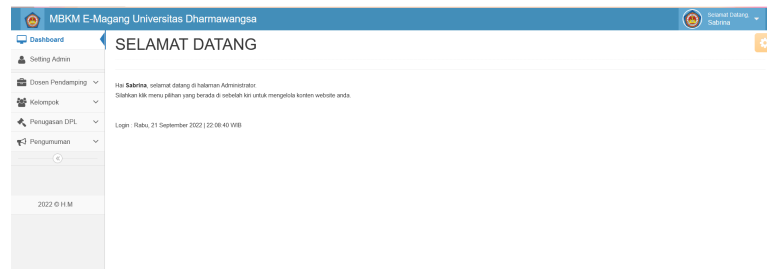 MBKM E-Magang Universitas Dharmawangsa
Selamat Datang,
Sabrina
Dashboard
Setting Admin
Dosen Pendamping
Kelompok
Penugasan DPL
Pengumuman
2022 © H.M
SELAMAT DATANG
Hai Sabrina, selamat datang di halaman Administrator.
Silahkan klik menu pilihan yang berada di sebelah kiri untuk mengelola konten website anda.
Login : Rabu, 21 September 2022 | 22:08:40 WIB